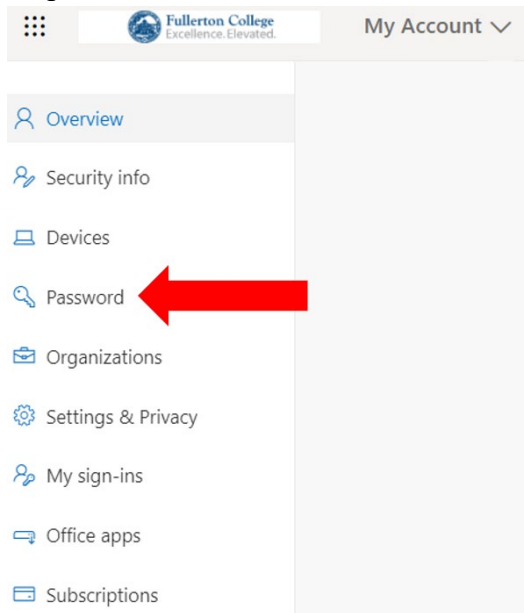 Fullerton College
Excellence. Elevated.
My Account
Overview
Security info
Devices
Password
Organizations
Settings & Privacy
My sign-ins
Office apps
Subscriptions